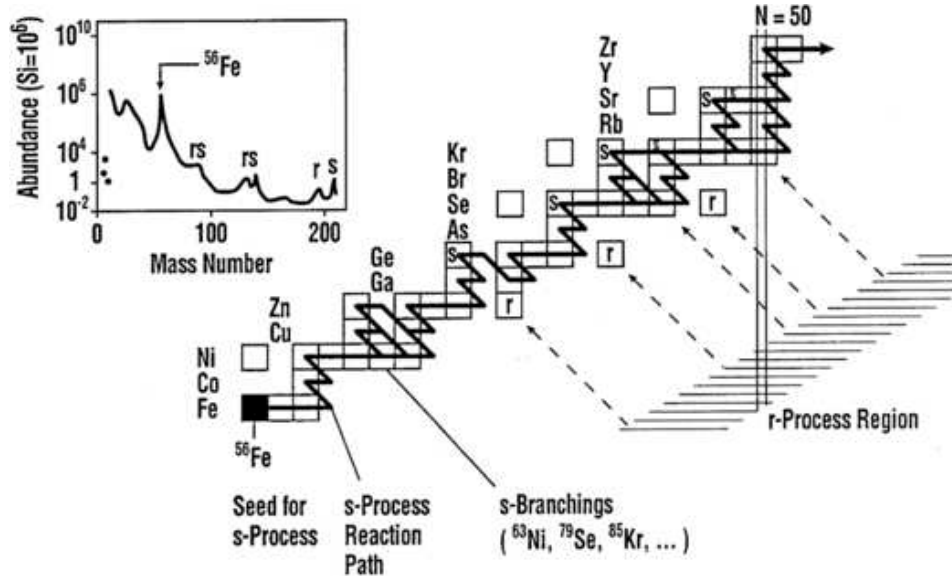 Abundance (Si=10⁶)
10¹⁰
10⁶
10⁴
1
10⁻²
⁵⁶Fe
rs
rs
r
s
0
100
200
Mass Number
N = 50
Zr
Y
Sr
Rb
Kr
Br
Se
As
Ge
Ga
Zn
Cu
Ni
Co
Fe
s
s
s
s
r
r
r
r-Process Region
⁵⁶Fe
Seed for
s-Process
s-Process
Reaction
Path
s-Branchings
( ⁶³Ni, ⁷⁹Se, ⁸⁵Kr, ... )